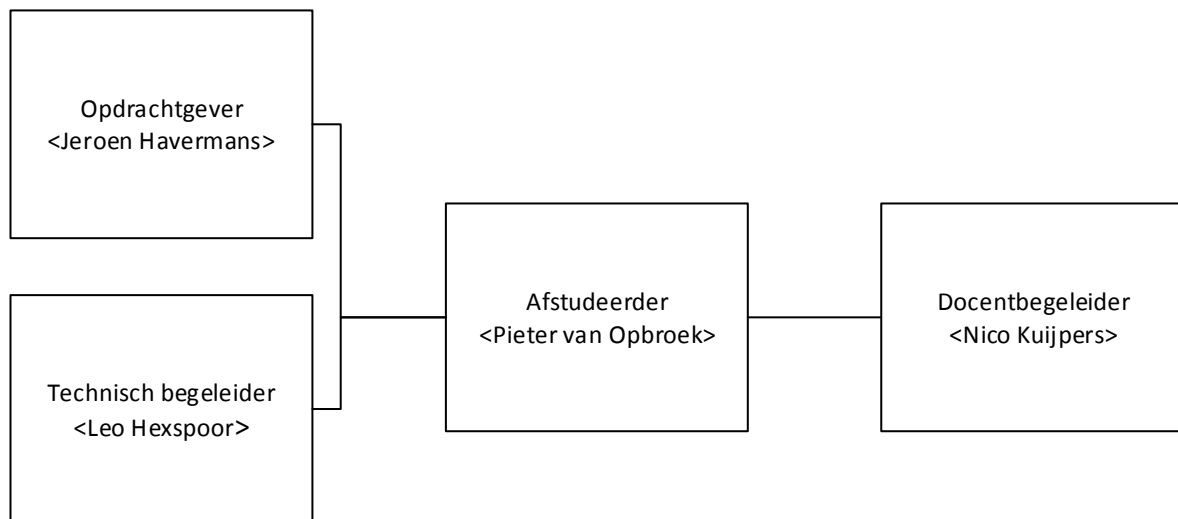 Opdrachtgever
<Jeroen Havermans>
Technisch begeleider
<Leo Hexspoor>
Afstudeerder
<Pieter van Opbroek>
Docentbegeleider
<Nico Kuijpers>